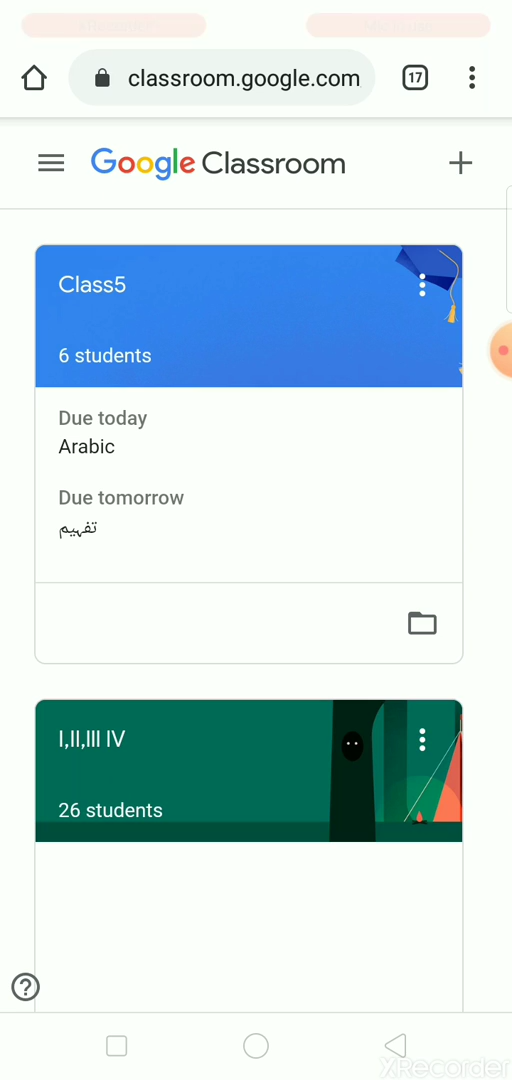 classroom.google.com
17
Google Classroom
Class5
6 students
Due today
Arabic
Due tomorrow
تفہیم
I,II,III IV
26 students
XRecorder